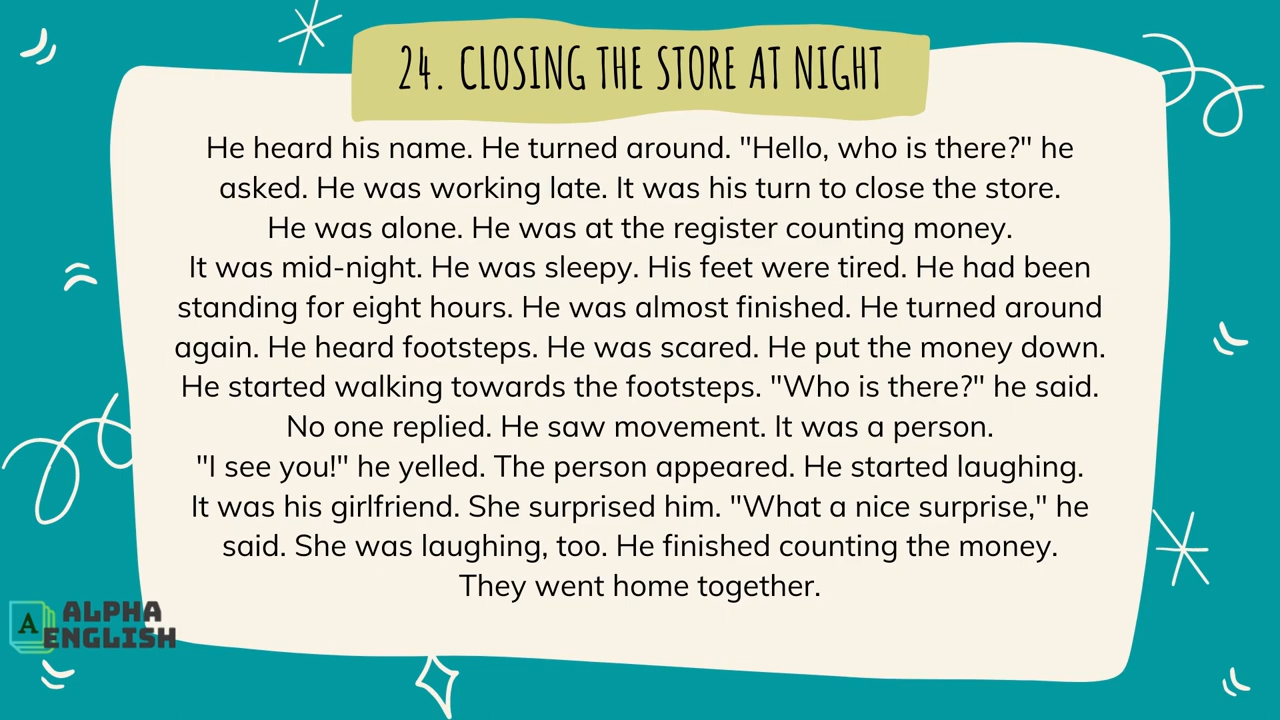 24. CLOSING THE STORE AT NIGHT
He heard his name. He turned around. "Hello, who is there?" he
asked. He was working late. It was his turn to close the store.
He was alone. He was at the register counting money.
It was mid-night. He was sleepy. His feet were tired. He had been
standing for eight hours. He was almost finished. He turned around
again. He heard footsteps. He was scared. He put the money down.
He started walking towards the footsteps. "Who is there?" he said.
No one replied. He saw movement. It was a person.
"I see you!" he yelled. The person appeared. He started laughing.
It was his girlfriend. She surprised him. "What a nice surprise," he
said. She was laughing, too. He finished counting the money.
They went home together.
A
ALPHA
ENGLISH